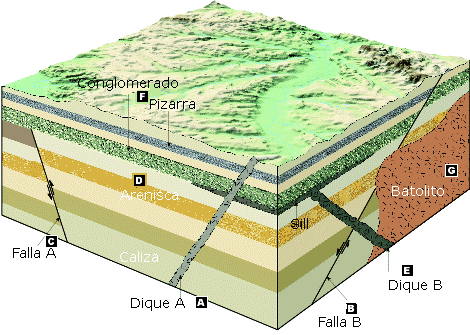 Conglomerado
F
Pizarra
G
Batolito
D
Arenisca
Sill
C
Falla A
Caliza
E
Dique B
Dique A
A
B
Falla B